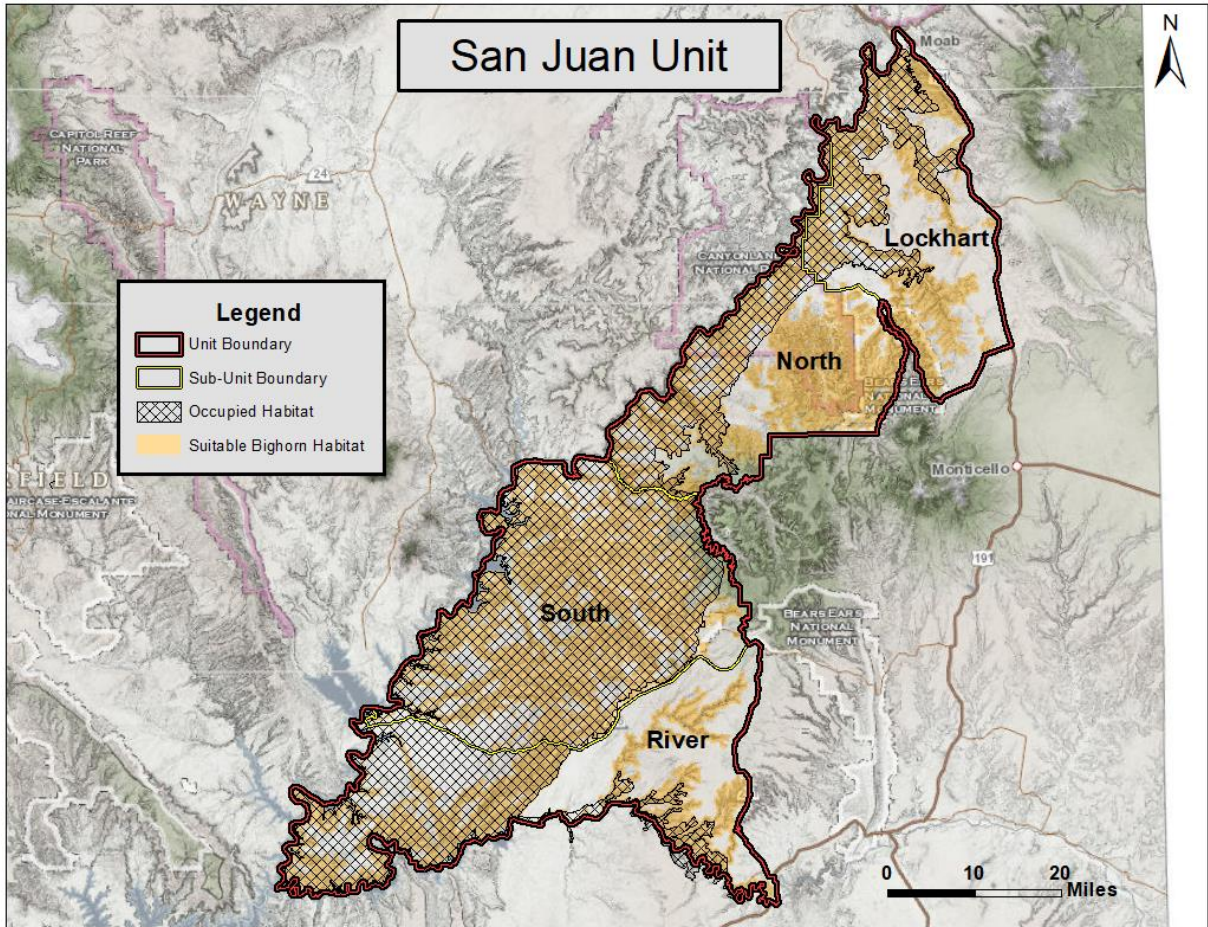 San Juan Unit
N
Moab
CAPITOL REEF
NATIONAL
PARK
24
WAYNE
Lockhart
CANYONLANDS
NATIONAL
Legend
Unit Boundary
Sub-Unit Boundary
Occupied Habitat
Suitable Bighorn Habitat
North
BEARS EARS
NATIONAL
MONUMENT
Monticello
FIELD
AIRCASE-ESCALANTE
ONAL MONUMENT
191
South
BEARS EARS
NATIONAL
MONUMENT
River
0 10 20
Miles